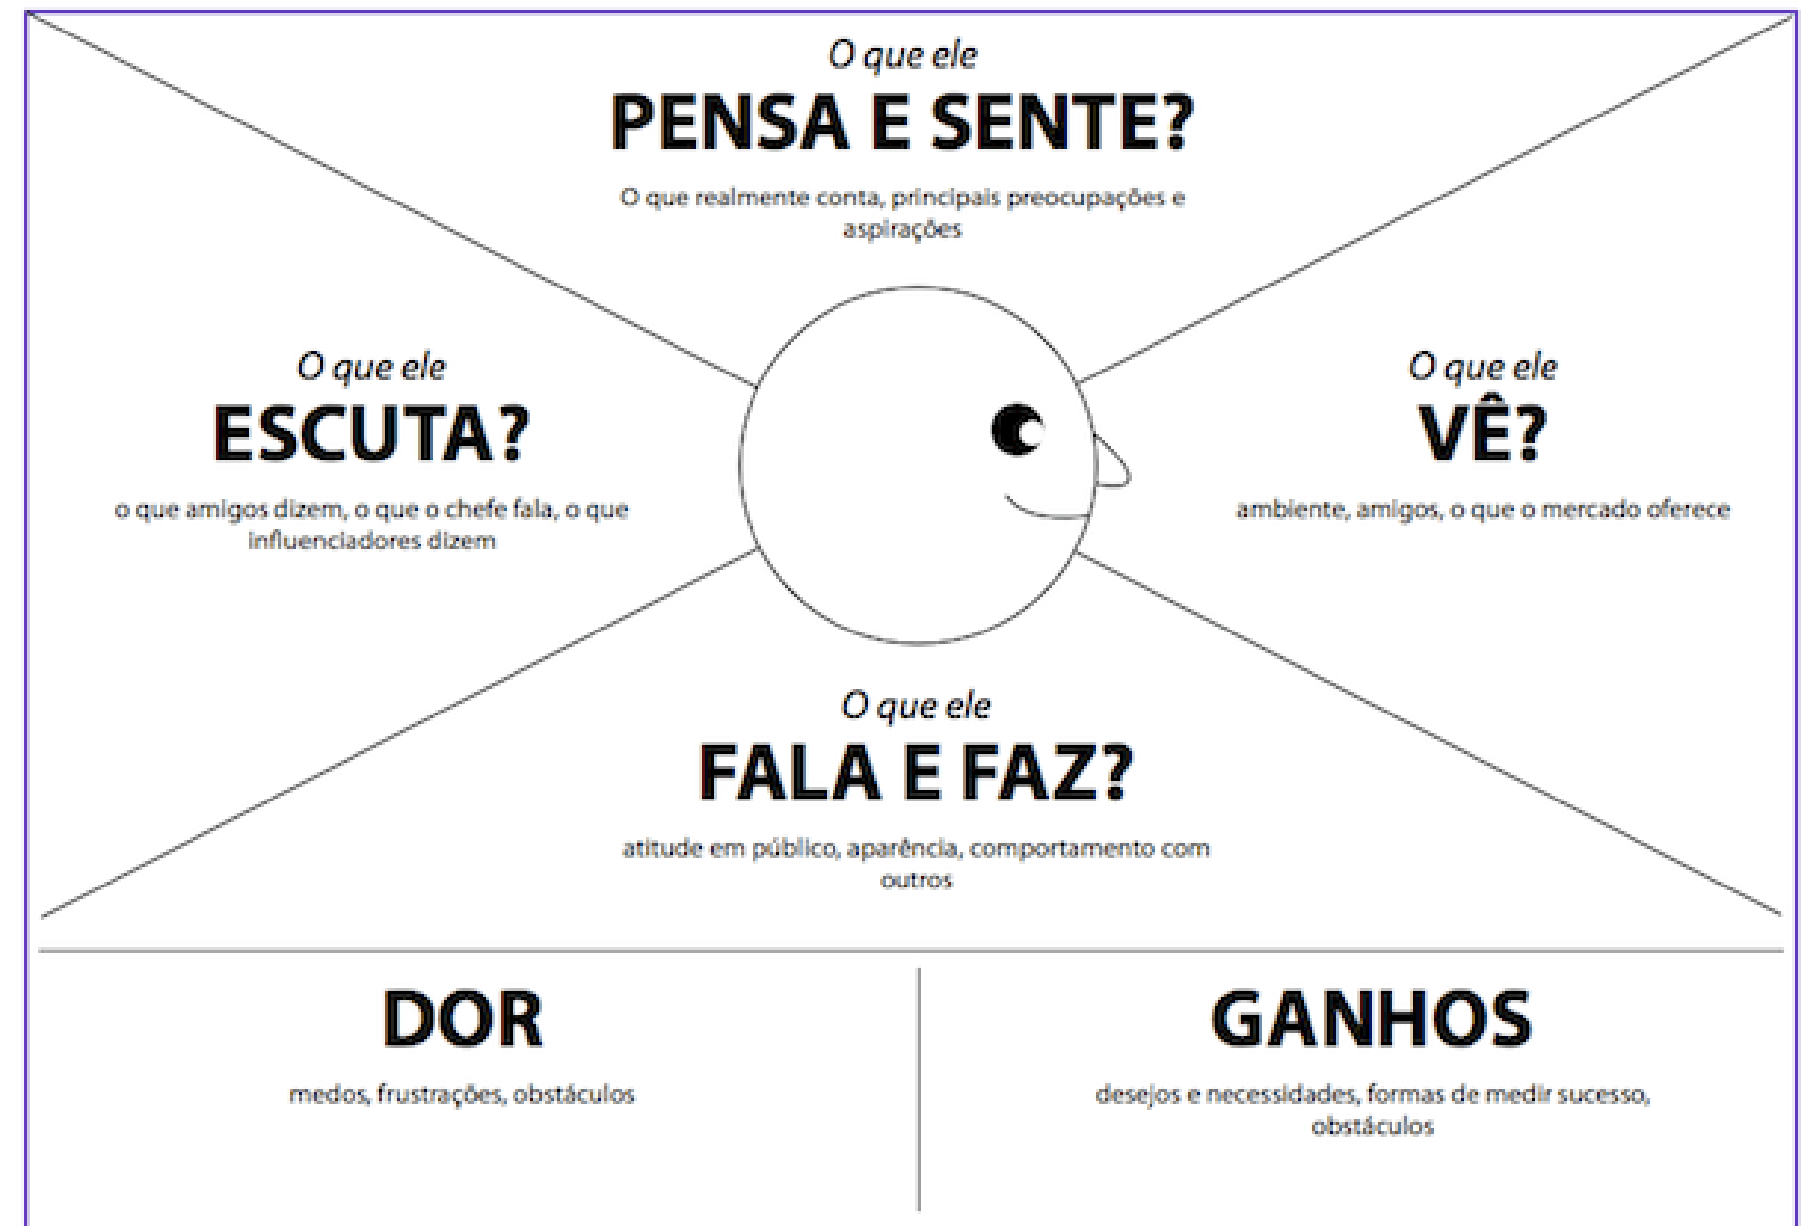 O que ele
PENSA E SENTE?
O que realmente conta, principais preocupações e
aspirações
O que ele
ESCUTA?
o que amigos dizem, o que o chefe fala, o que
influenciadores dizem
O que ele
VÊ?
ambiente, amigos, o que o mercado oferece
O que ele
FALA E FAZ?
atitude em público, aparência, comportamento com
outros
DOR
medos, frustrações, obstáculos
GANHOS
desejos e necessidades, formas de medir sucesso,
obstáculos